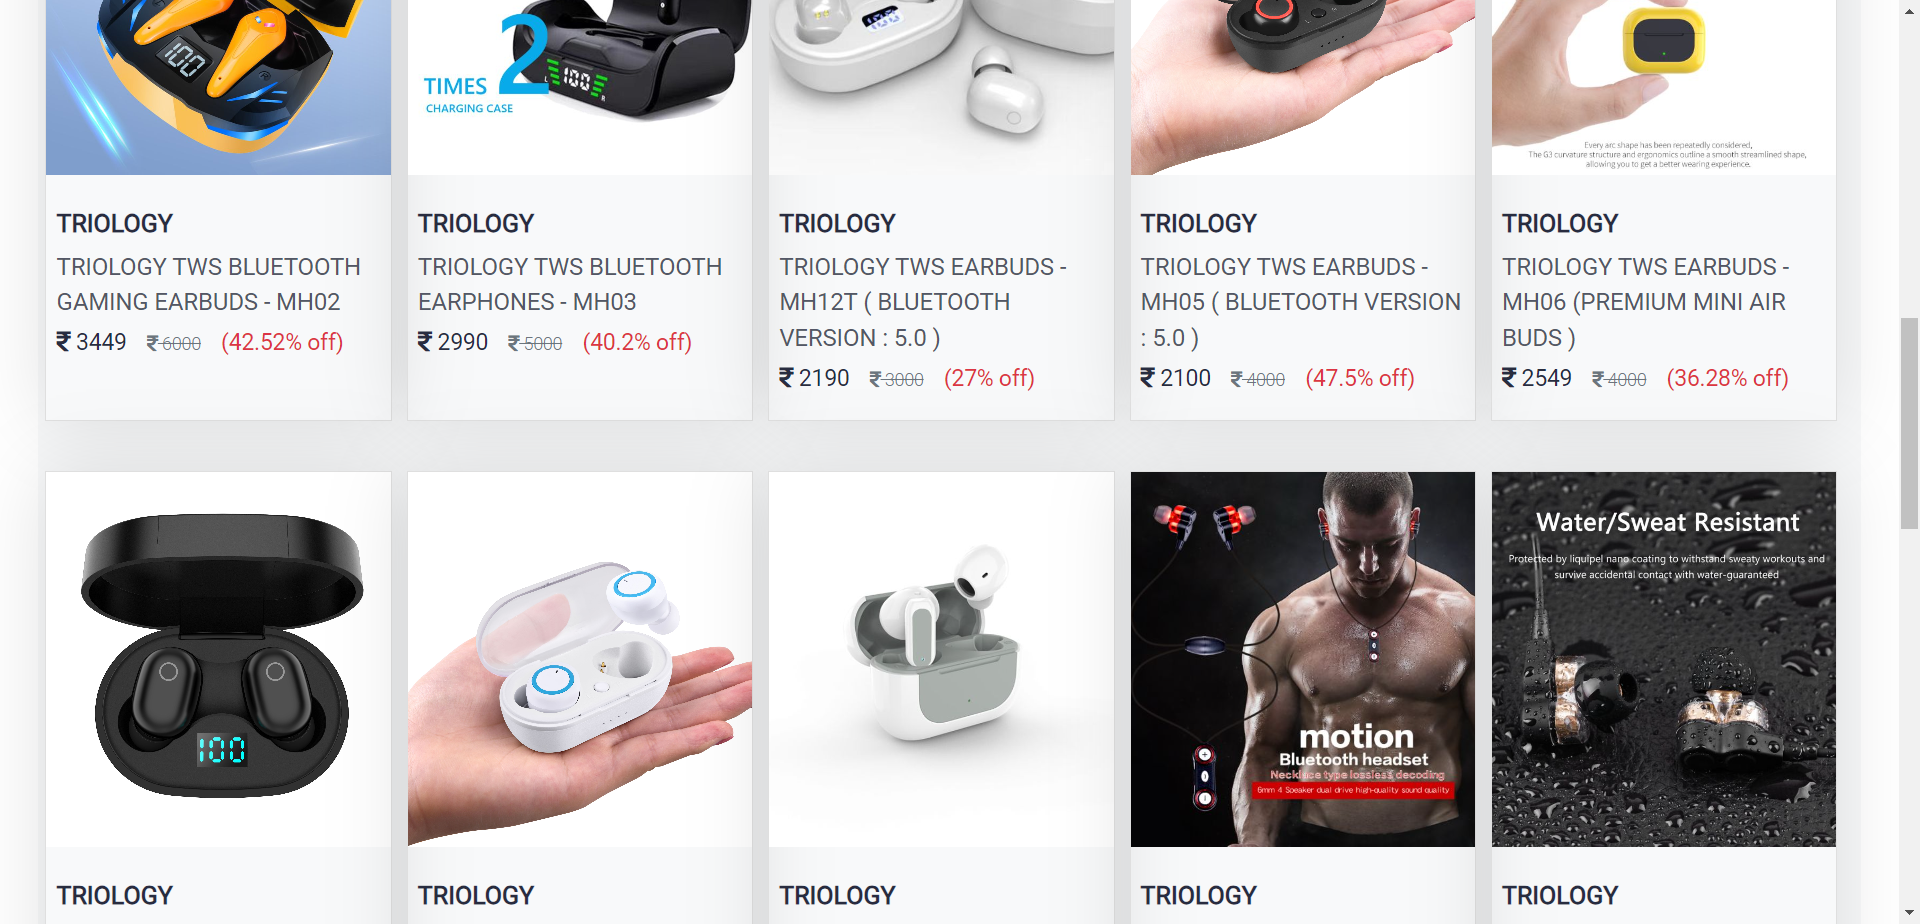 100
TIMES 2
CHARGING CASE
L 100 R
Every arc shape has been repeatedly considered,
The G3 curvature structure and ergonomics outline a smooth streamlined shape,
allowing you to get a better wearing experience.
TRIOLOGY
TRIOLOGY TWS BLUETOOTH
GAMING EARBUDS - MH02
₹ 3449 ₹ 6000 (42.52% off)
TRIOLOGY
TRIOLOGY TWS BLUETOOTH
EARPHONES - MH03
₹ 2990 ₹ 5000 (40.2% off)
TRIOLOGY
TRIOLOGY TWS EARBUDS -
MH12T ( BLUETOOTH
VERSION : 5.0 )
₹ 2190 ₹ 3000 (27% off)
TRIOLOGY
TRIOLOGY TWS EARBUDS -
MH05 ( BLUETOOTH VERSION
: 5.0 )
₹ 2100 ₹ 4000 (47.5% off)
TRIOLOGY
TRIOLOGY TWS EARBUDS -
MH06 (PREMIUM MINI AIR
BUDS )
₹ 2549 ₹ 4000 (36.28% off)
100
motion
Bluetooth headset
Necklace type lossless decoding
6mm 4 Speaker dual drive high-quality sound quality
Water/Sweat Resistant
Protected by liquipel nano coating to withstand sweaty workouts and
survive accidental contact with water-guaranteed
TRIOLOGY
TRIOLOGY
TRIOLOGY
TRIOLOGY
TRIOLOGY